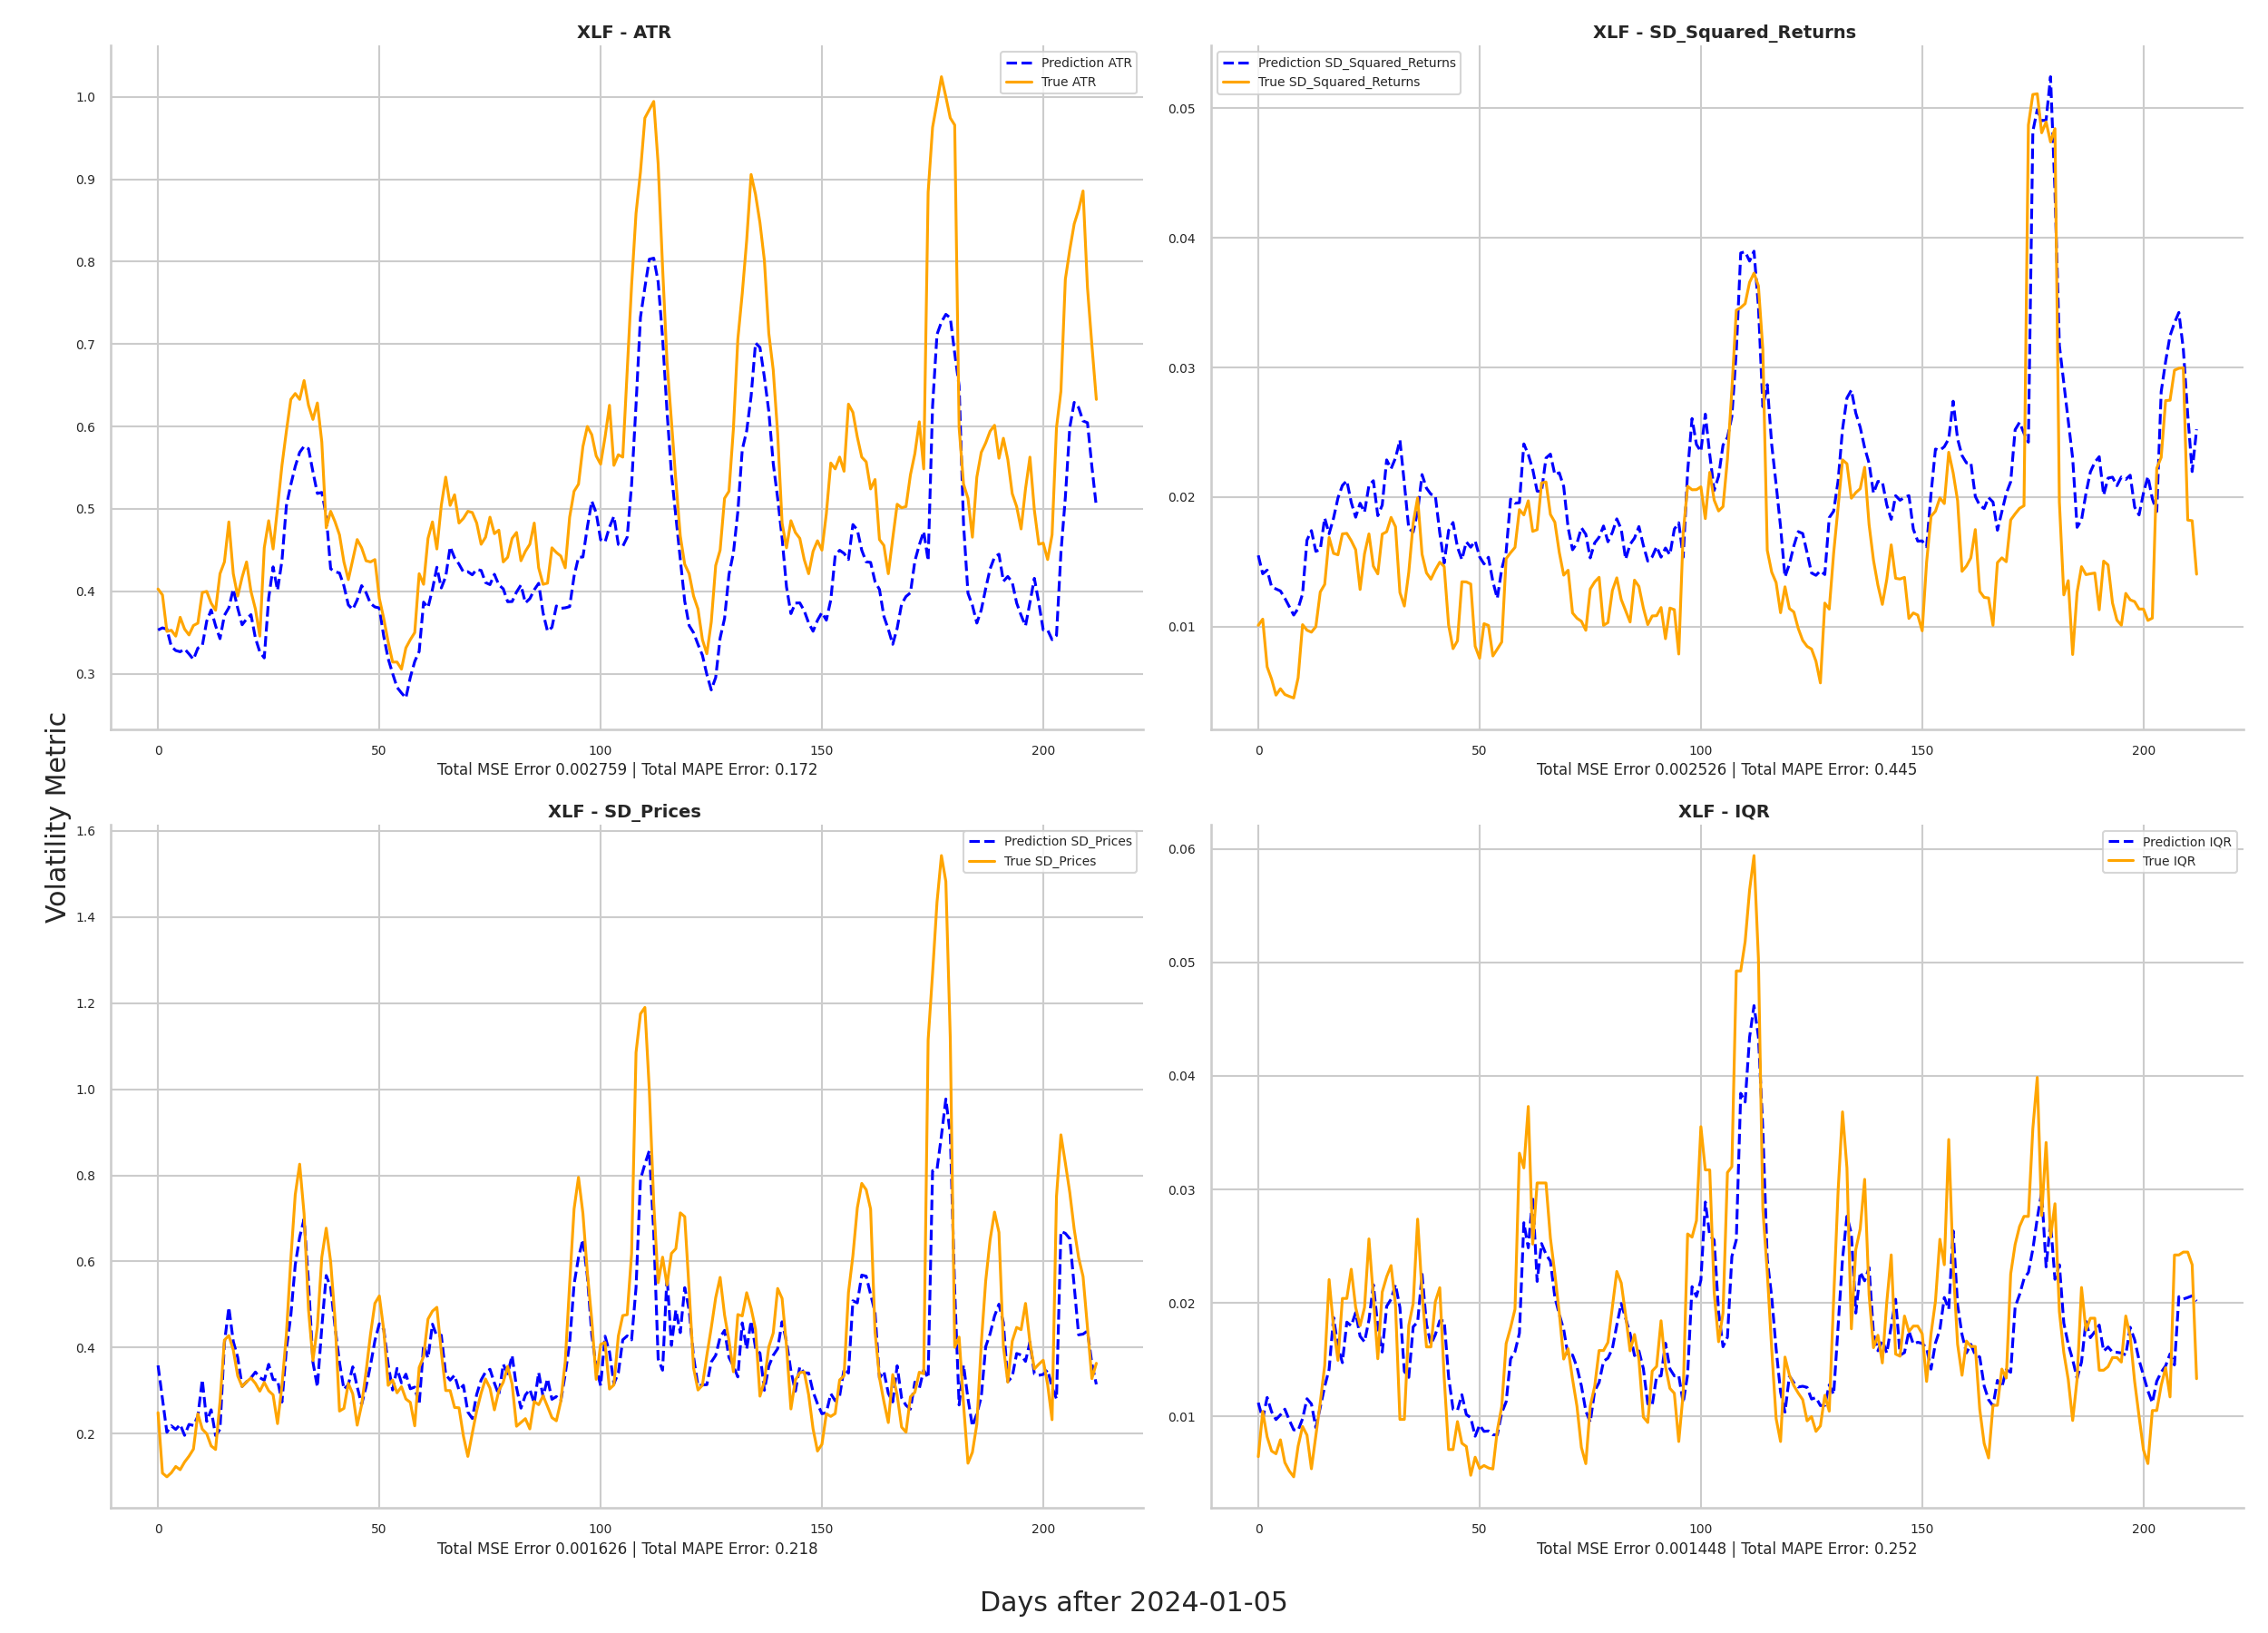 XLF - ATR
Prediction ATR
True ATR
1.0
0.9
0.8
0.7
0.6
0.5
0.4
0.3
0 50 100 150 200
Total MSE Error 0.002759 | Total MAPE Error: 0.172
XLF - SD_Squared_Returns
Prediction SD_Squared_Returns
True SD_Squared_Returns
0.05
0.04
0.03
0.02
0.01
0 50 100 150 200
Total MSE Error 0.002526 | Total MAPE Error: 0.445
Volatility Metric
XLF - SD_Prices
Prediction SD_Prices
True SD_Prices
1.6
1.4
1.2
1.0
0.8
0.6
0.4
0.2
0 50 100 150 200
Total MSE Error 0.001626 | Total MAPE Error: 0.218
XLF - IQR
Prediction IQR
True IQR
0.06
0.05
0.04
0.03
0.02
0.01
0 50 100 150 200
Total MSE Error 0.001448 | Total MAPE Error: 0.252
Days after 2024-01-05